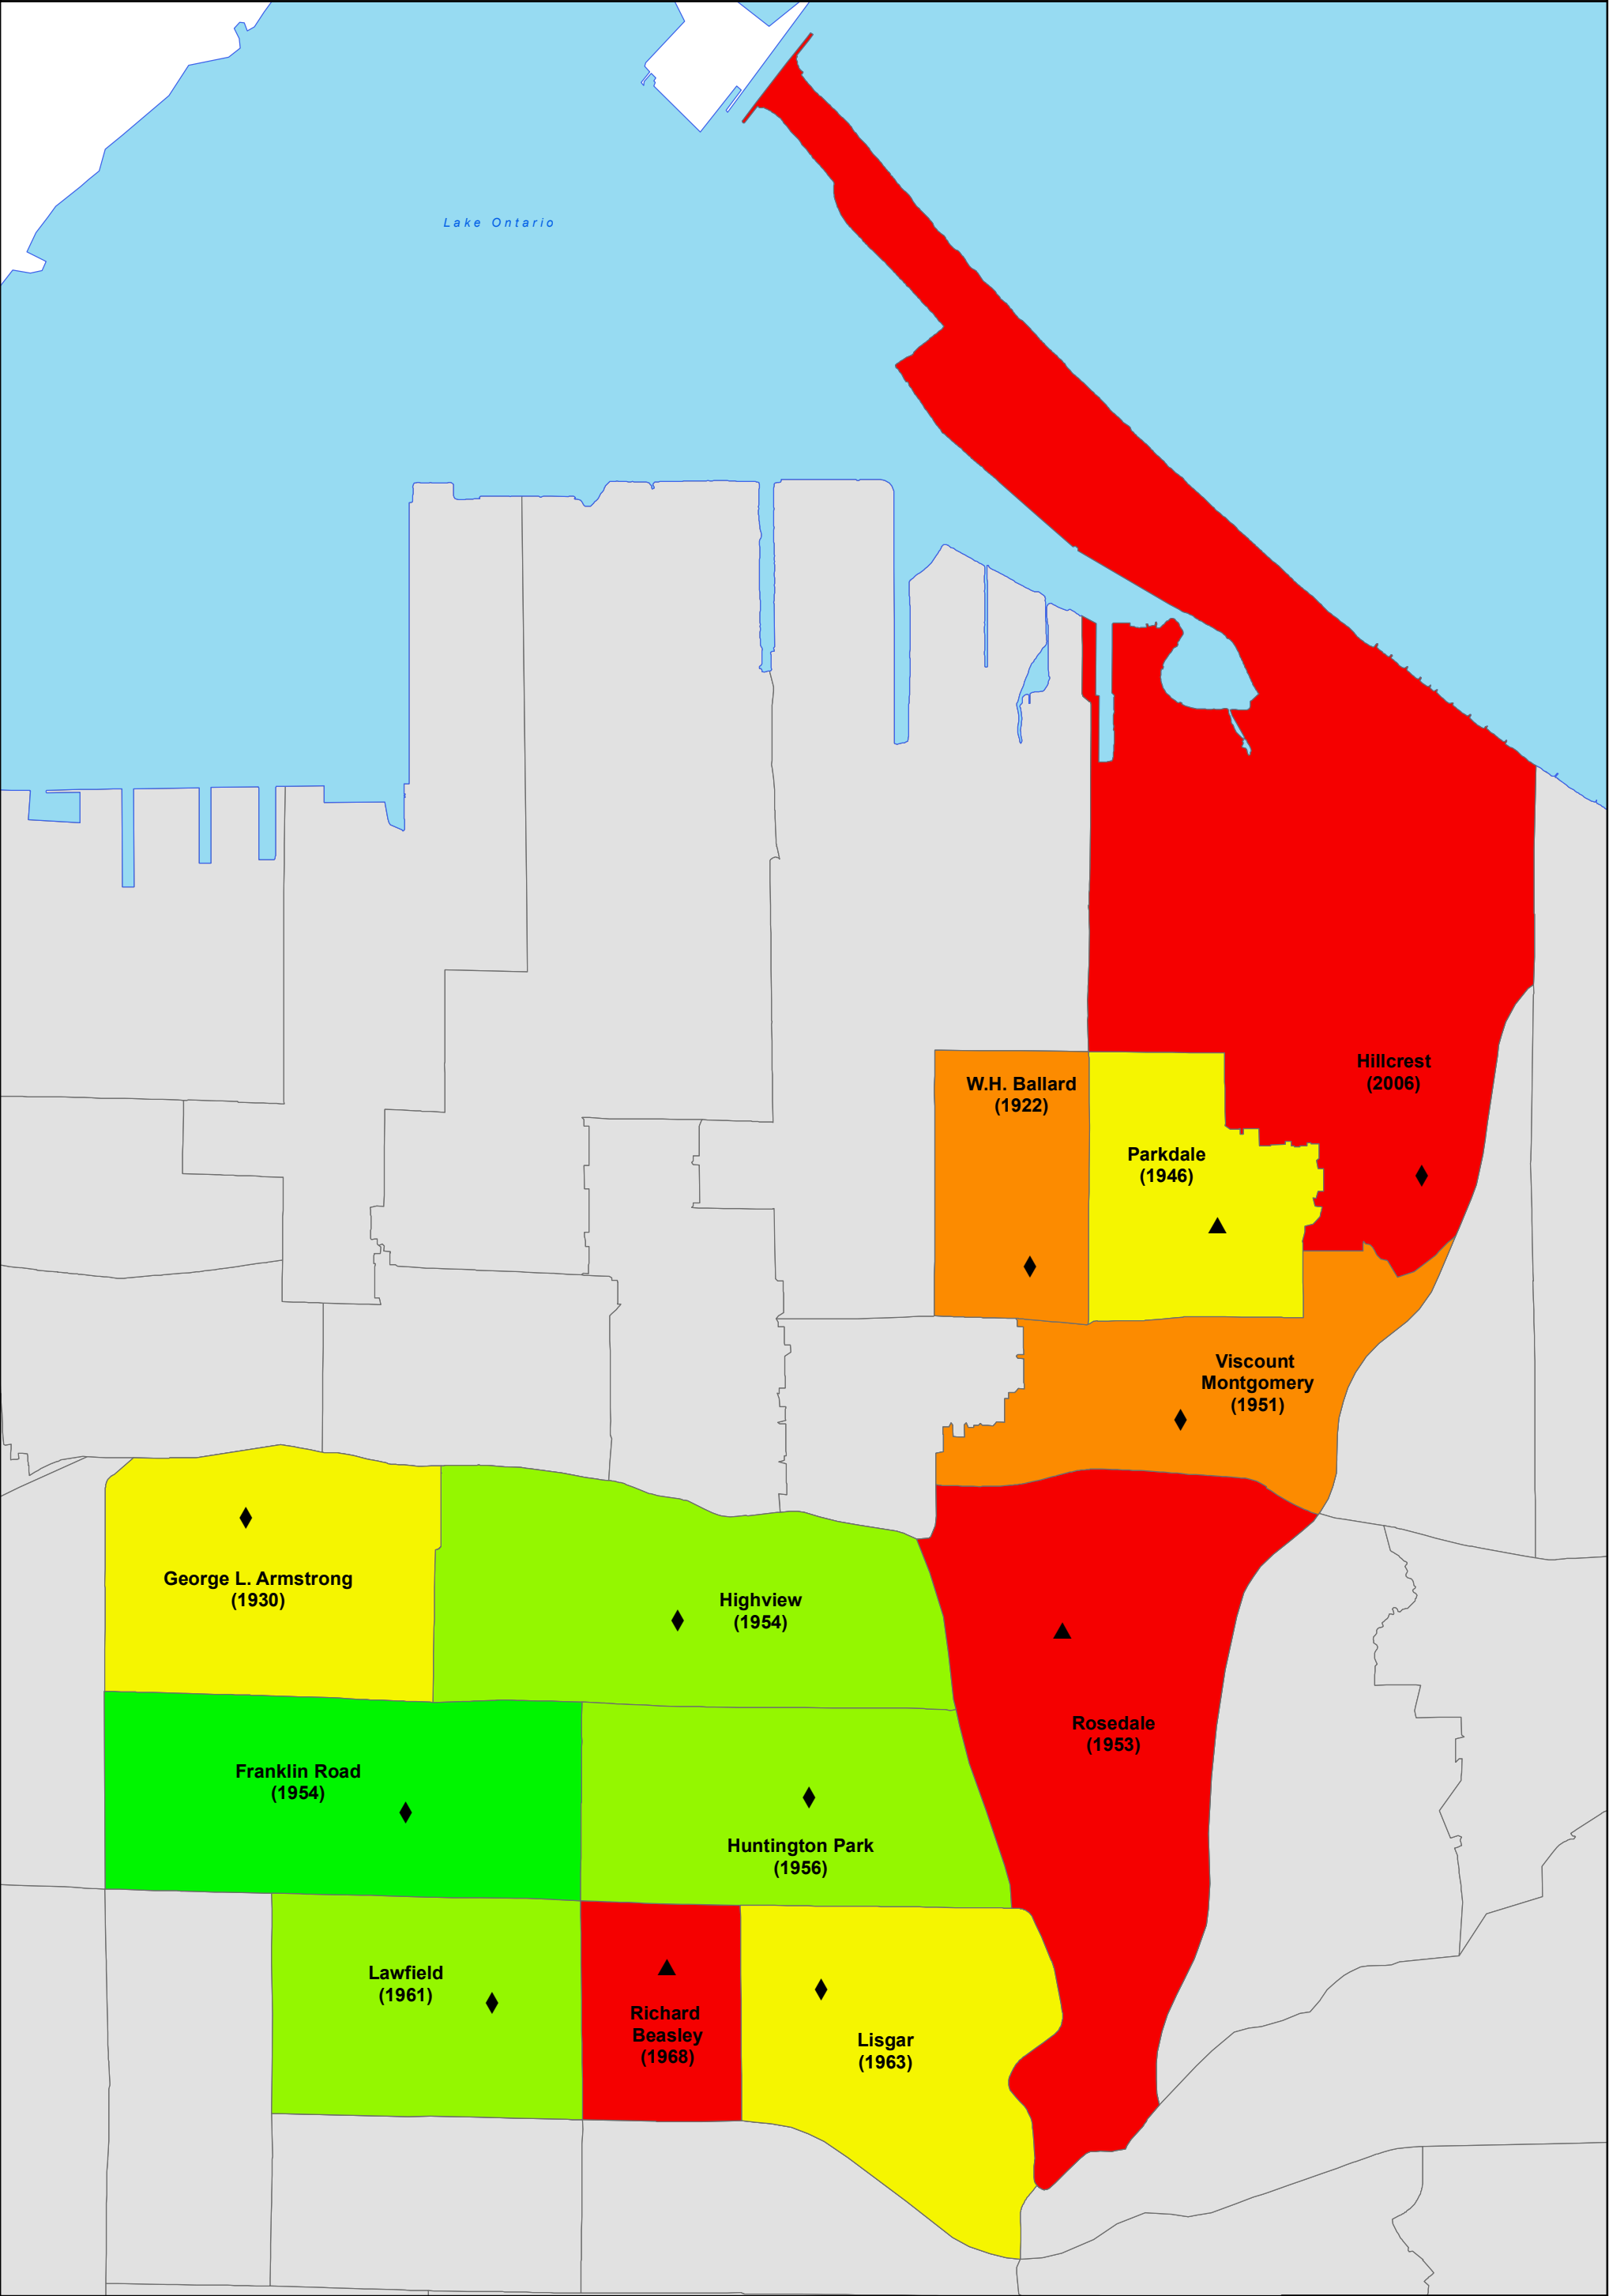 Lake Ontario
Hillcrest
(2006)
W.H. Ballard
(1922)
Parkdale
(1946)
Viscount
Montgomery
(1951)
George L. Armstrong
(1930)
Highview
(1954)
Rosedale
(1953)
Franklin Road
(1954)
Huntington Park
(1956)
Lawfield
(1961)
Richard
Beasley
(1968)
Lisgar
(1963)